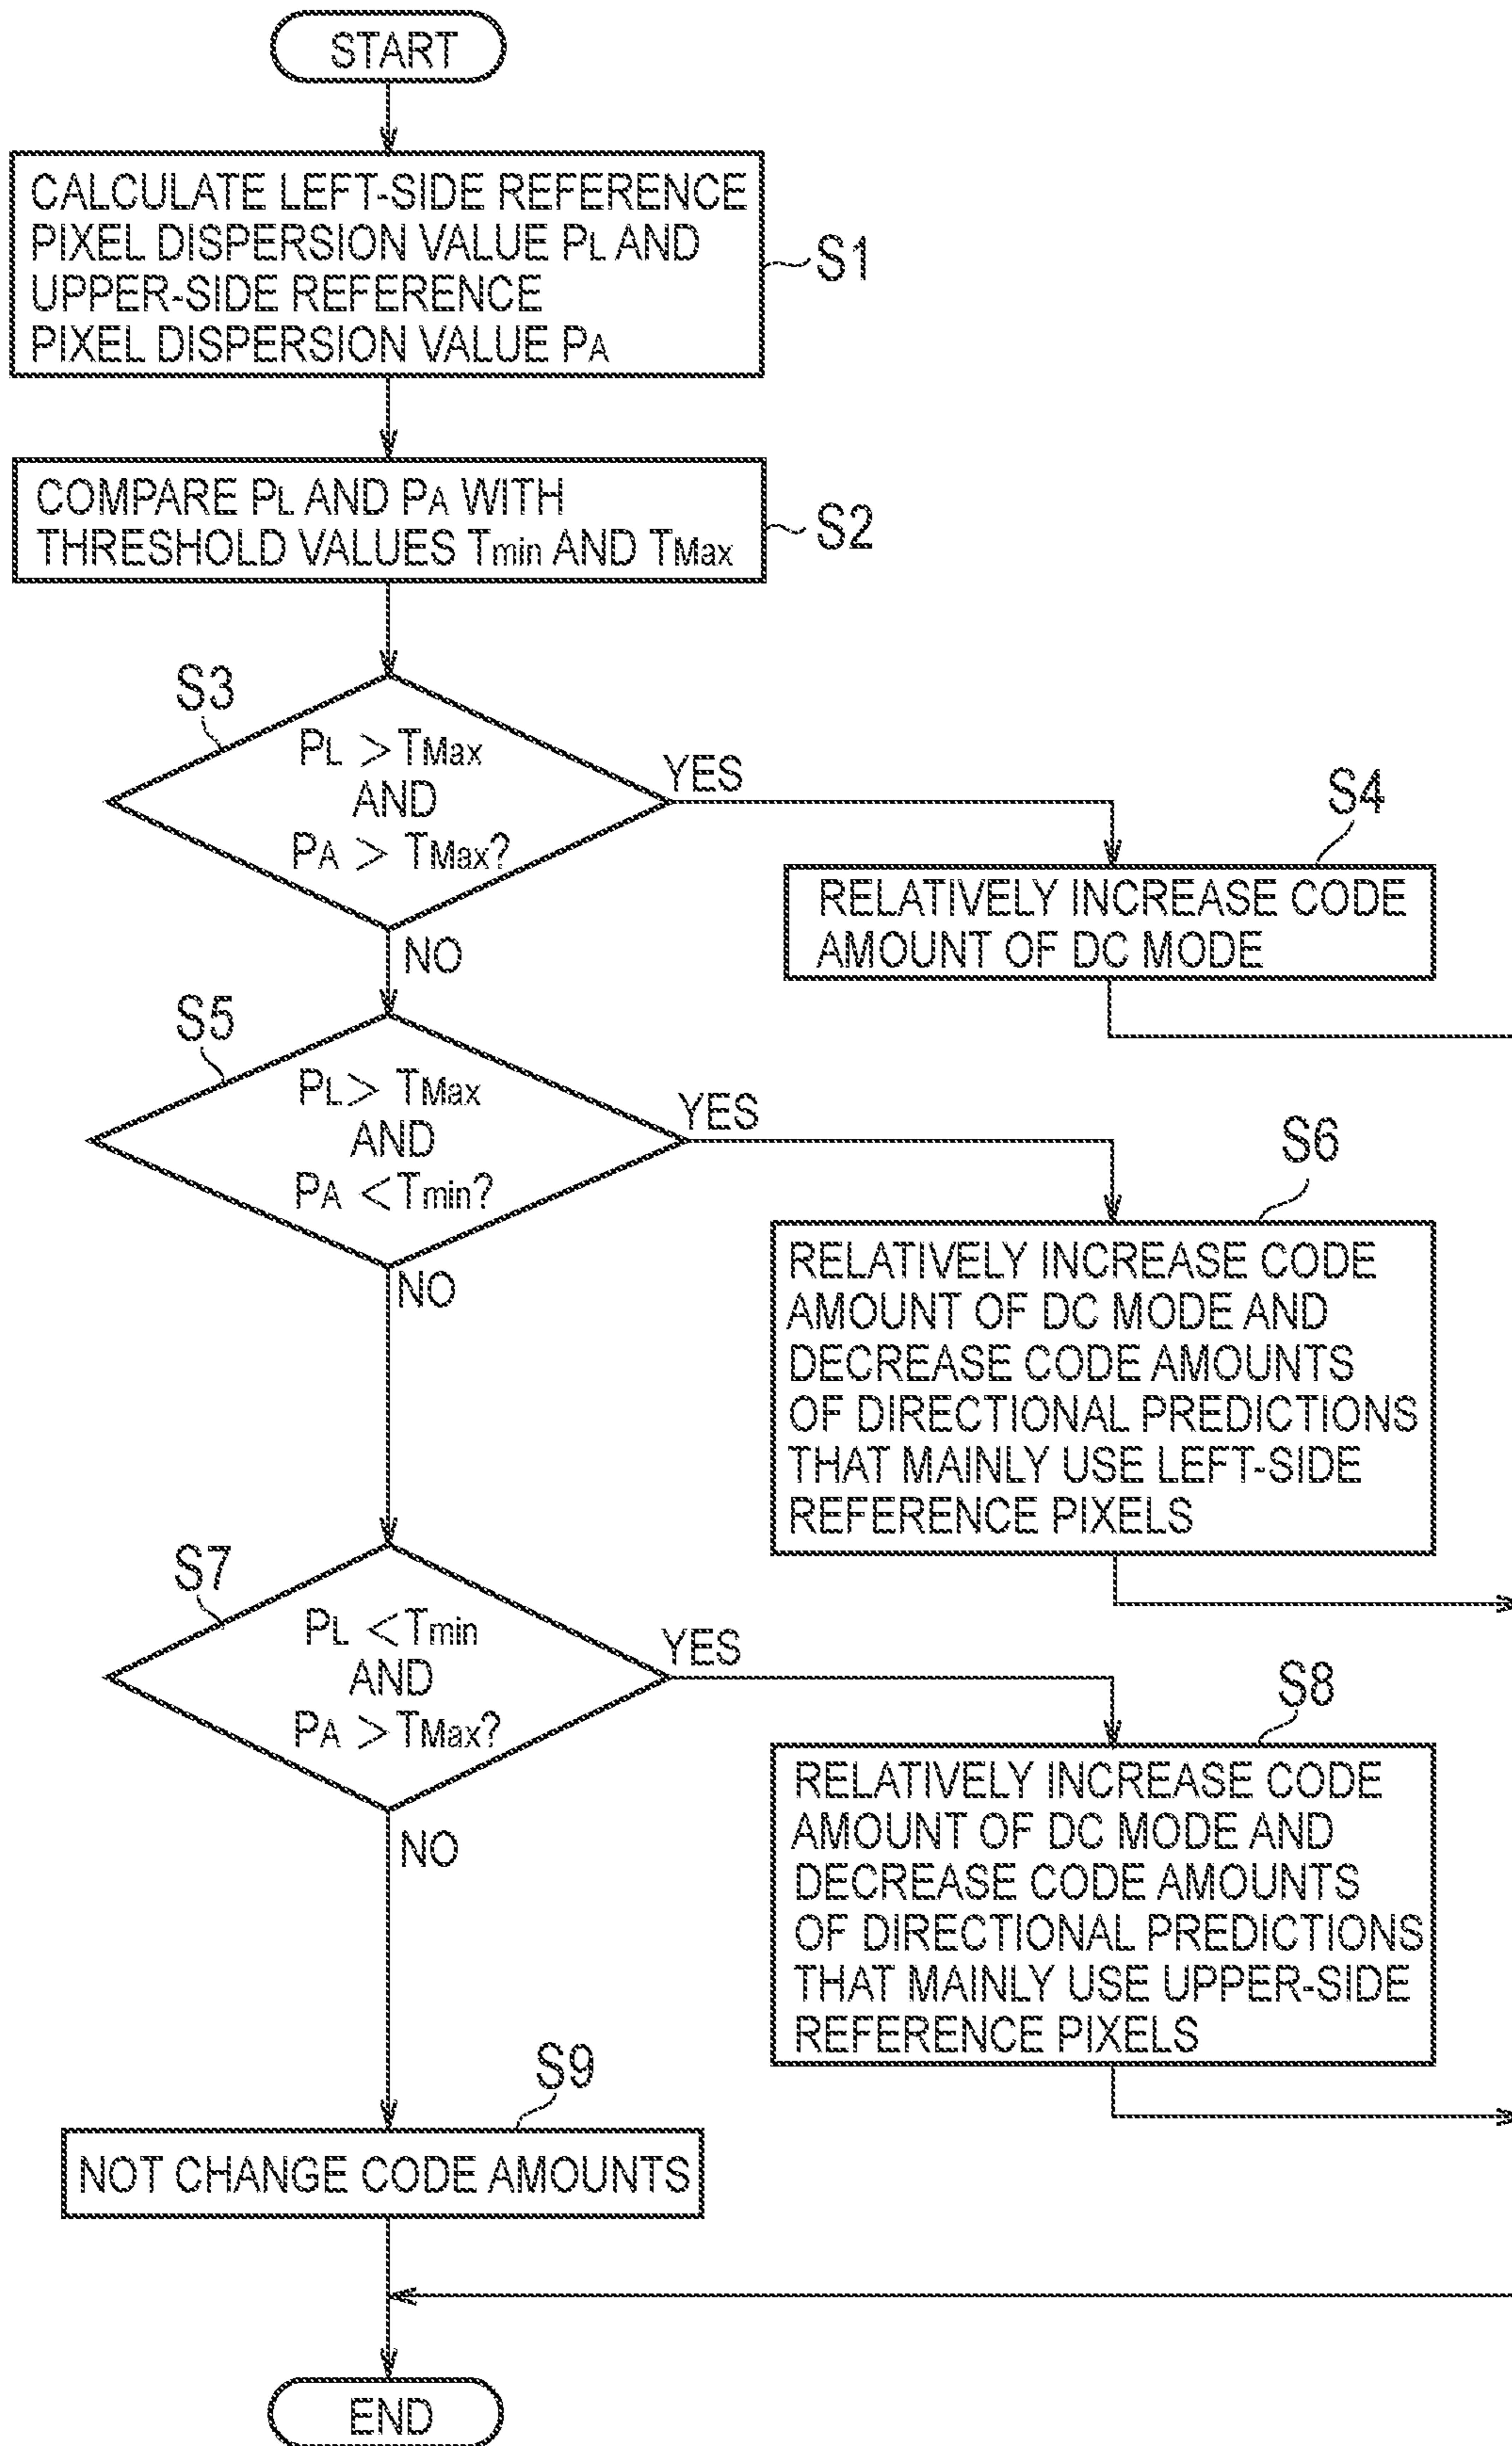 START
CALCULATE LEFT-SIDE REFERENCE
PIXEL DISPERSION VALUE PL AND
UPPER-SIDE REFERENCE
PIXEL DISPERSION VALUE PA
S1
COMPARE PL AND PA WITH
THRESHOLD VALUES Tmin AND TMax
S2
S3
PL > TMax
AND
PA > TMax?
YES
NO
S4
RELATIVELY INCREASE CODE
AMOUNT OF DC MODE
S5
PL > TMax
AND
PA < Tmin?
YES
NO
S6
RELATIVELY INCREASE CODE
AMOUNT OF DC MODE AND
DECREASE CODE AMOUNTS
OF DIRECTIONAL PREDICTIONS
THAT MAINLY USE LEFT-SIDE
REFERENCE PIXELS
S7
PL < Tmin
AND
PA > TMax?
YES
NO
S8
RELATIVELY INCREASE CODE
AMOUNT OF DC MODE AND
DECREASE CODE AMOUNTS
OF DIRECTIONAL PREDICTIONS
THAT MAINLY USE UPPER-SIDE
REFERENCE PIXELS
S9
NOT CHANGE CODE AMOUNTS
END